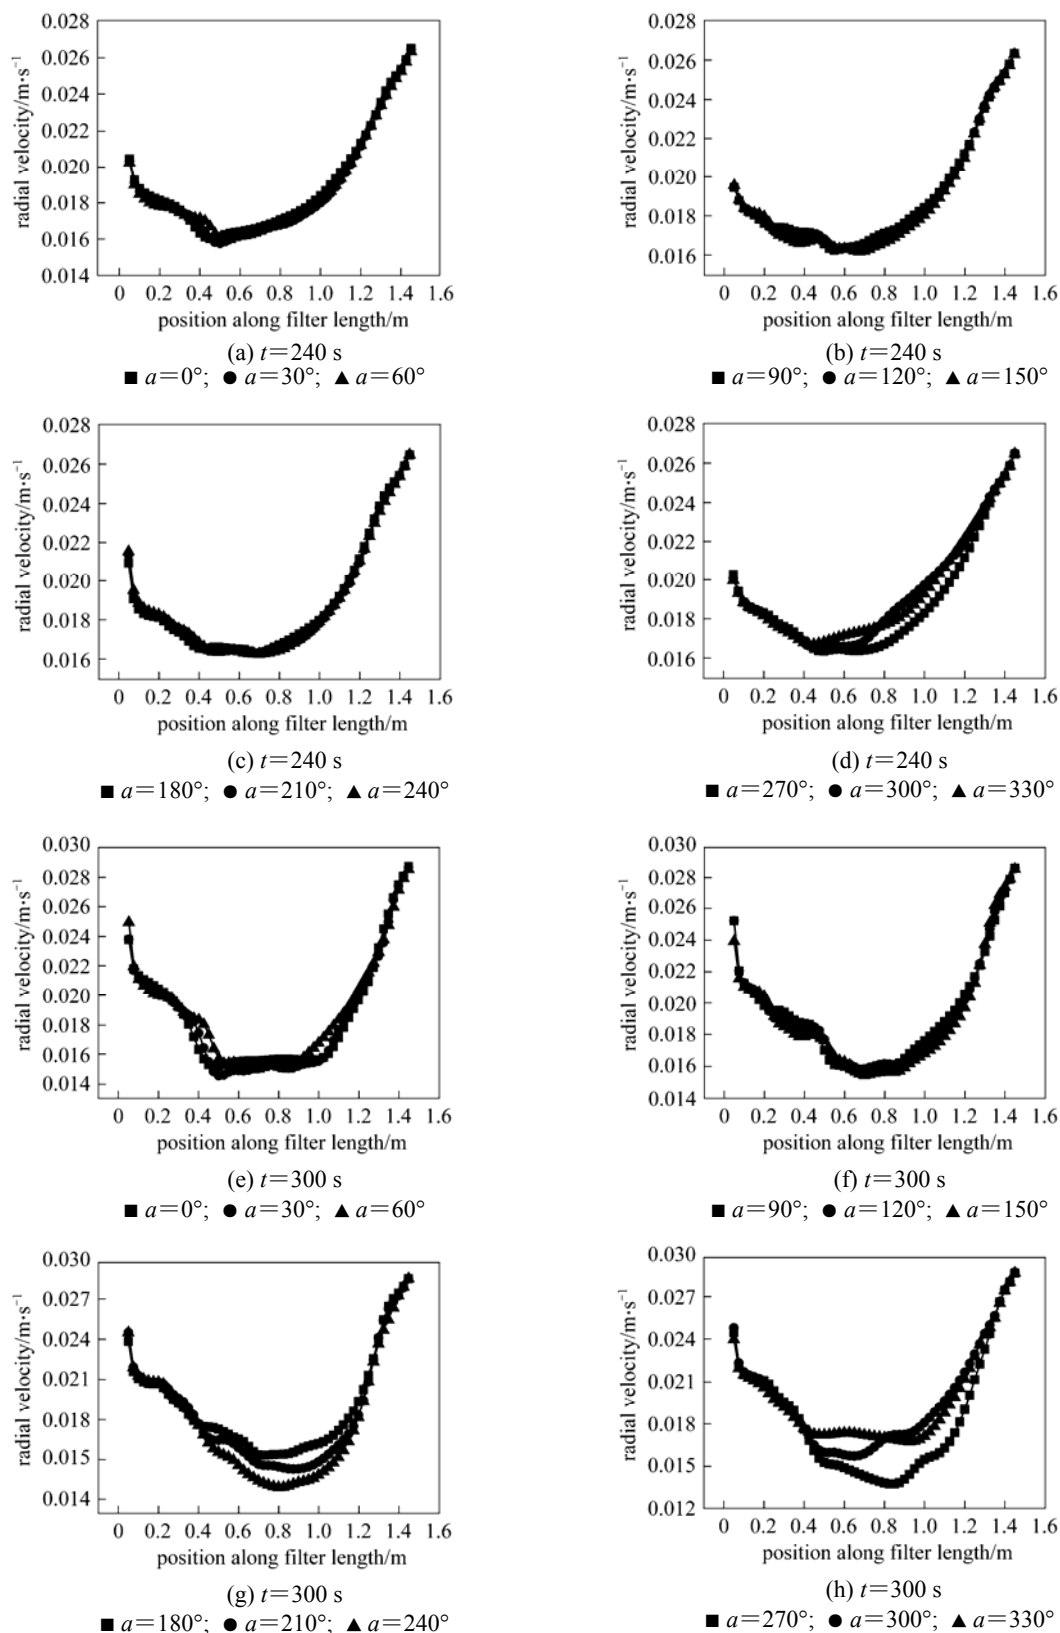 0.028
0.026
0.024
0.022
0.020
0.018
0.016
0.014
radial velocity/m·s⁻¹
0 0.2 0.4 0.6 0.8 1.0 1.2 1.4 1.6
position along filter length/m
(a) t=240 s
■ a=0°; ● a=30°; ▲ a=60°
0.028
0.026
0.024
0.022
0.020
0.018
0.016
radial velocity/m·s⁻¹
0 0.2 0.4 0.6 0.8 1.0 1.2 1.4 1.6
position along filter length/m
(b) t=240 s
■ a=90°; ● a=120°; ▲ a=150°
0.028
0.026
0.024
0.022
0.020
0.018
0.016
radial velocity/m·s⁻¹
0 0.2 0.4 0.6 0.8 1.0 1.2 1.4 1.6
position along filter length/m
(c) t=240 s
■ a=180°; ● a=210°; ▲ a=240°
0.028
0.026
0.024
0.022
0.020
0.018
0.016
radial velocity/m·s⁻¹
0 0.2 0.4 0.6 0.8 1.0 1.2 1.4 1.6
position along filter length/m
(d) t=240 s
■ a=270°; ● a=300°; ▲ a=330°
0.030
0.028
0.026
0.024
0.022
0.020
0.018
0.016
0.014
radial velocity/m·s⁻¹
0 0.2 0.4 0.6 0.8 1.0 1.2 1.4 1.6
position along filter length/m
(e) t=300 s
■ a=0°; ● a=30°; ▲ a=60°
0.030
0.028
0.026
0.024
0.022
0.020
0.018
0.016
0.014
radial velocity/m·s⁻¹
0 0.2 0.4 0.6 0.8 1.0 1.2 1.4 1.6
position along filter length/m
(f) t=300 s
■ a=90°; ● a=120°; ▲ a=150°
0.030
0.027
0.024
0.021
0.018
0.015
0.014
radial velocity/m·s⁻¹
0 0.2 0.4 0.6 0.8 1.0 1.2 1.4 1.6
position along filter length/m
(g) t=300 s
■ a=180°; ● a=210°; ▲ a=240°
0.030
0.027
0.024
0.021
0.018
0.015
0.012
radial velocity/m·s⁻¹
0 0.2 0.4 0.6 0.8 1.0 1.2 1.4 1.6
position along filter length/m
(h) t=300 s
■ a=270°; ● a=300°; ▲ a=330°